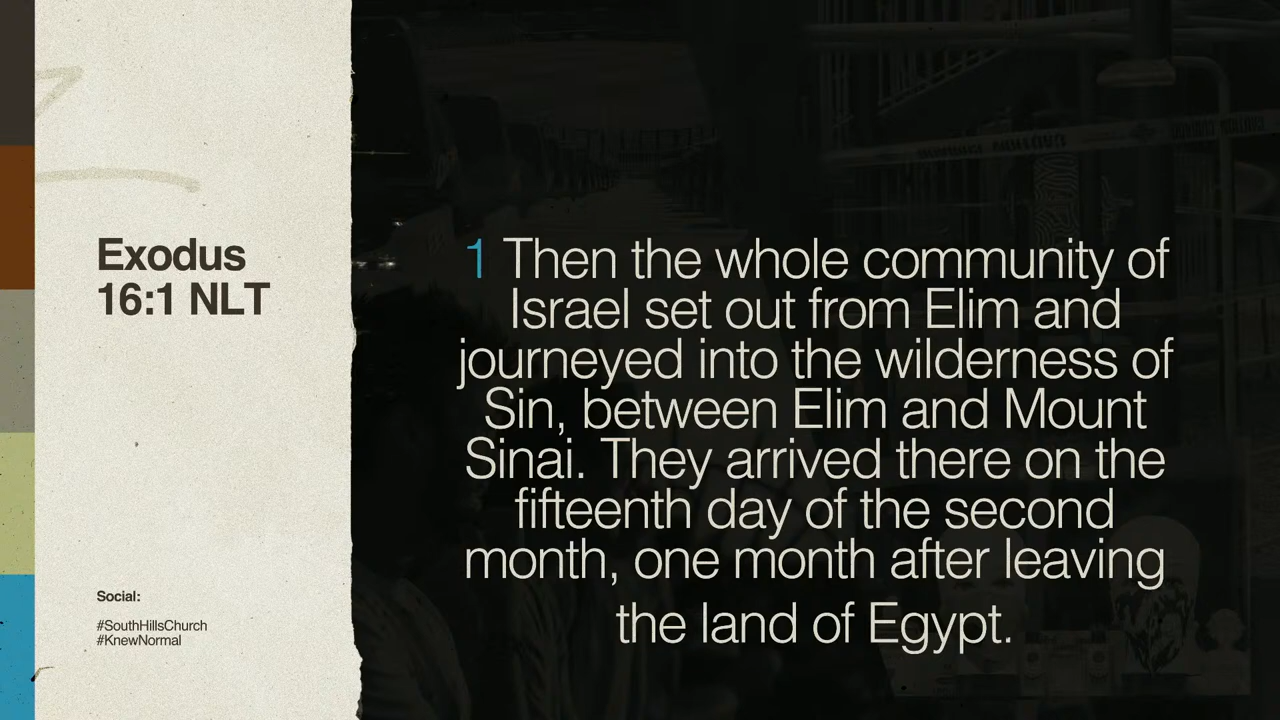 Exodus
16:1 NLT
1 Then the whole community of
Israel set out from Elim and
journeyed into the wilderness of
Sin, between Elim and Mount
Sinai. They arrived there on the
fifteenth day of the second
month, one month after leaving
the land of Egypt.
Social:
#SouthHillsChurch
#KnewNormal